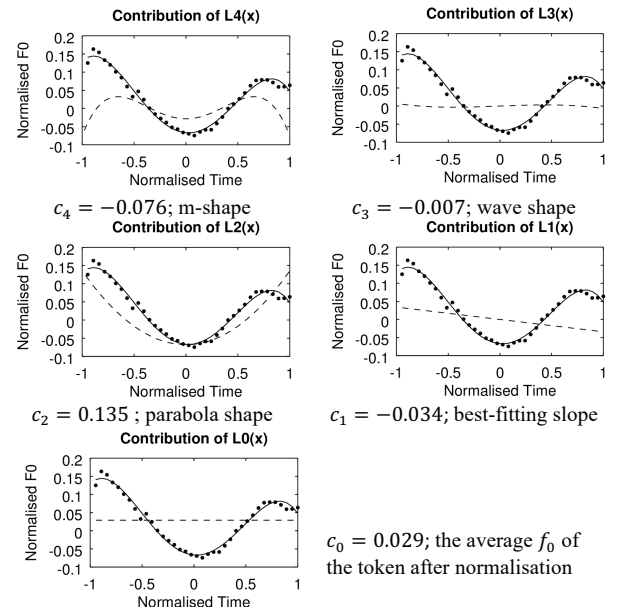 Contribution of L4(x)
Normalised F0
0.2
0.15
0.1
0.05
0
-0.05
-0.1
-1 -0.5 0 0.5 1
Normalised Time
c₄ = −0.076; m-shape
Contribution of L3(x)
Normalised F0
0.2
0.15
0.1
0.05
0
-0.05
-0.1
-1 -0.5 0 0.5 1
Normalised Time
c₃ = −0.007; wave shape
Contribution of L2(x)
Normalised F0
0.2
0.15
0.1
0.05
0
-0.05
-0.1
-1 -0.5 0 0.5 1
Normalised Time
c₂ = 0.135 ; parabola shape
Contribution of L1(x)
Normalised F0
0.2
0.15
0.1
0.05
0
-0.05
-0.1
-1 -0.5 0 0.5 1
Normalised Time
c₁ = −0.034; best-fitting slope
Contribution of L0(x)
Normalised F0
0.2
0.15
0.1
0.05
0
-0.05
-0.1
-1 -0.5 0 0.5 1
Normalised Time
c₀ = 0.029; the average f₀ of
the token after normalisation